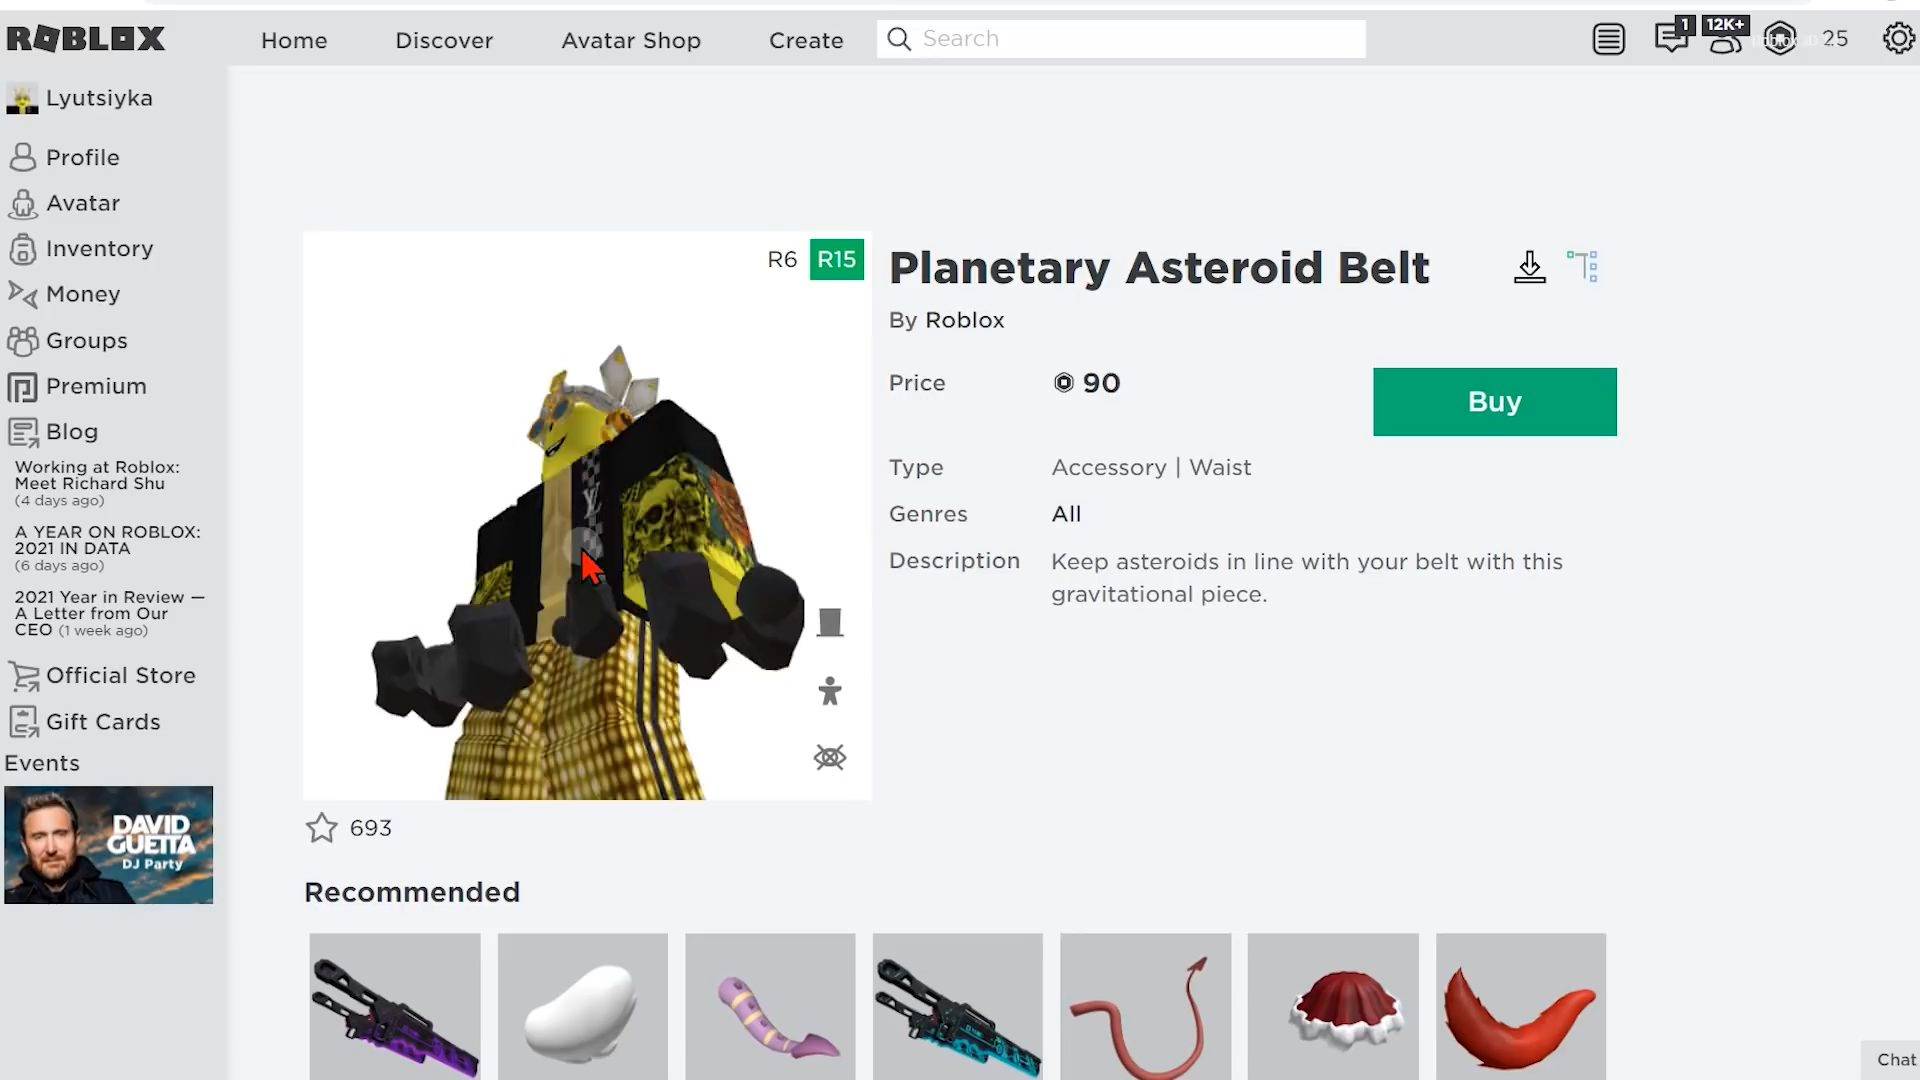 ROBLOX
Home
Discover
Avatar Shop
Create
Search
1
12K+
25
Lyutsiyka
Profile
Avatar
Inventory
Money
Groups
Premium
Blog
Working at Roblox:
Meet Richard Shu
(4 days ago)
A YEAR ON ROBLOX:
2021 IN DATA
(6 days ago)
2021 Year in Review —
A Letter from Our
CEO (1 week ago)
Official Store
Gift Cards
Events
DAVID
GUETTA
DJ Party
R6
R15
Planetary Asteroid Belt
By Roblox
Price
90
Buy
Type
Accessory | Waist
Genres
All
Description
Keep asteroids in line with your belt with this
gravitational piece.
693
Recommended
Chat